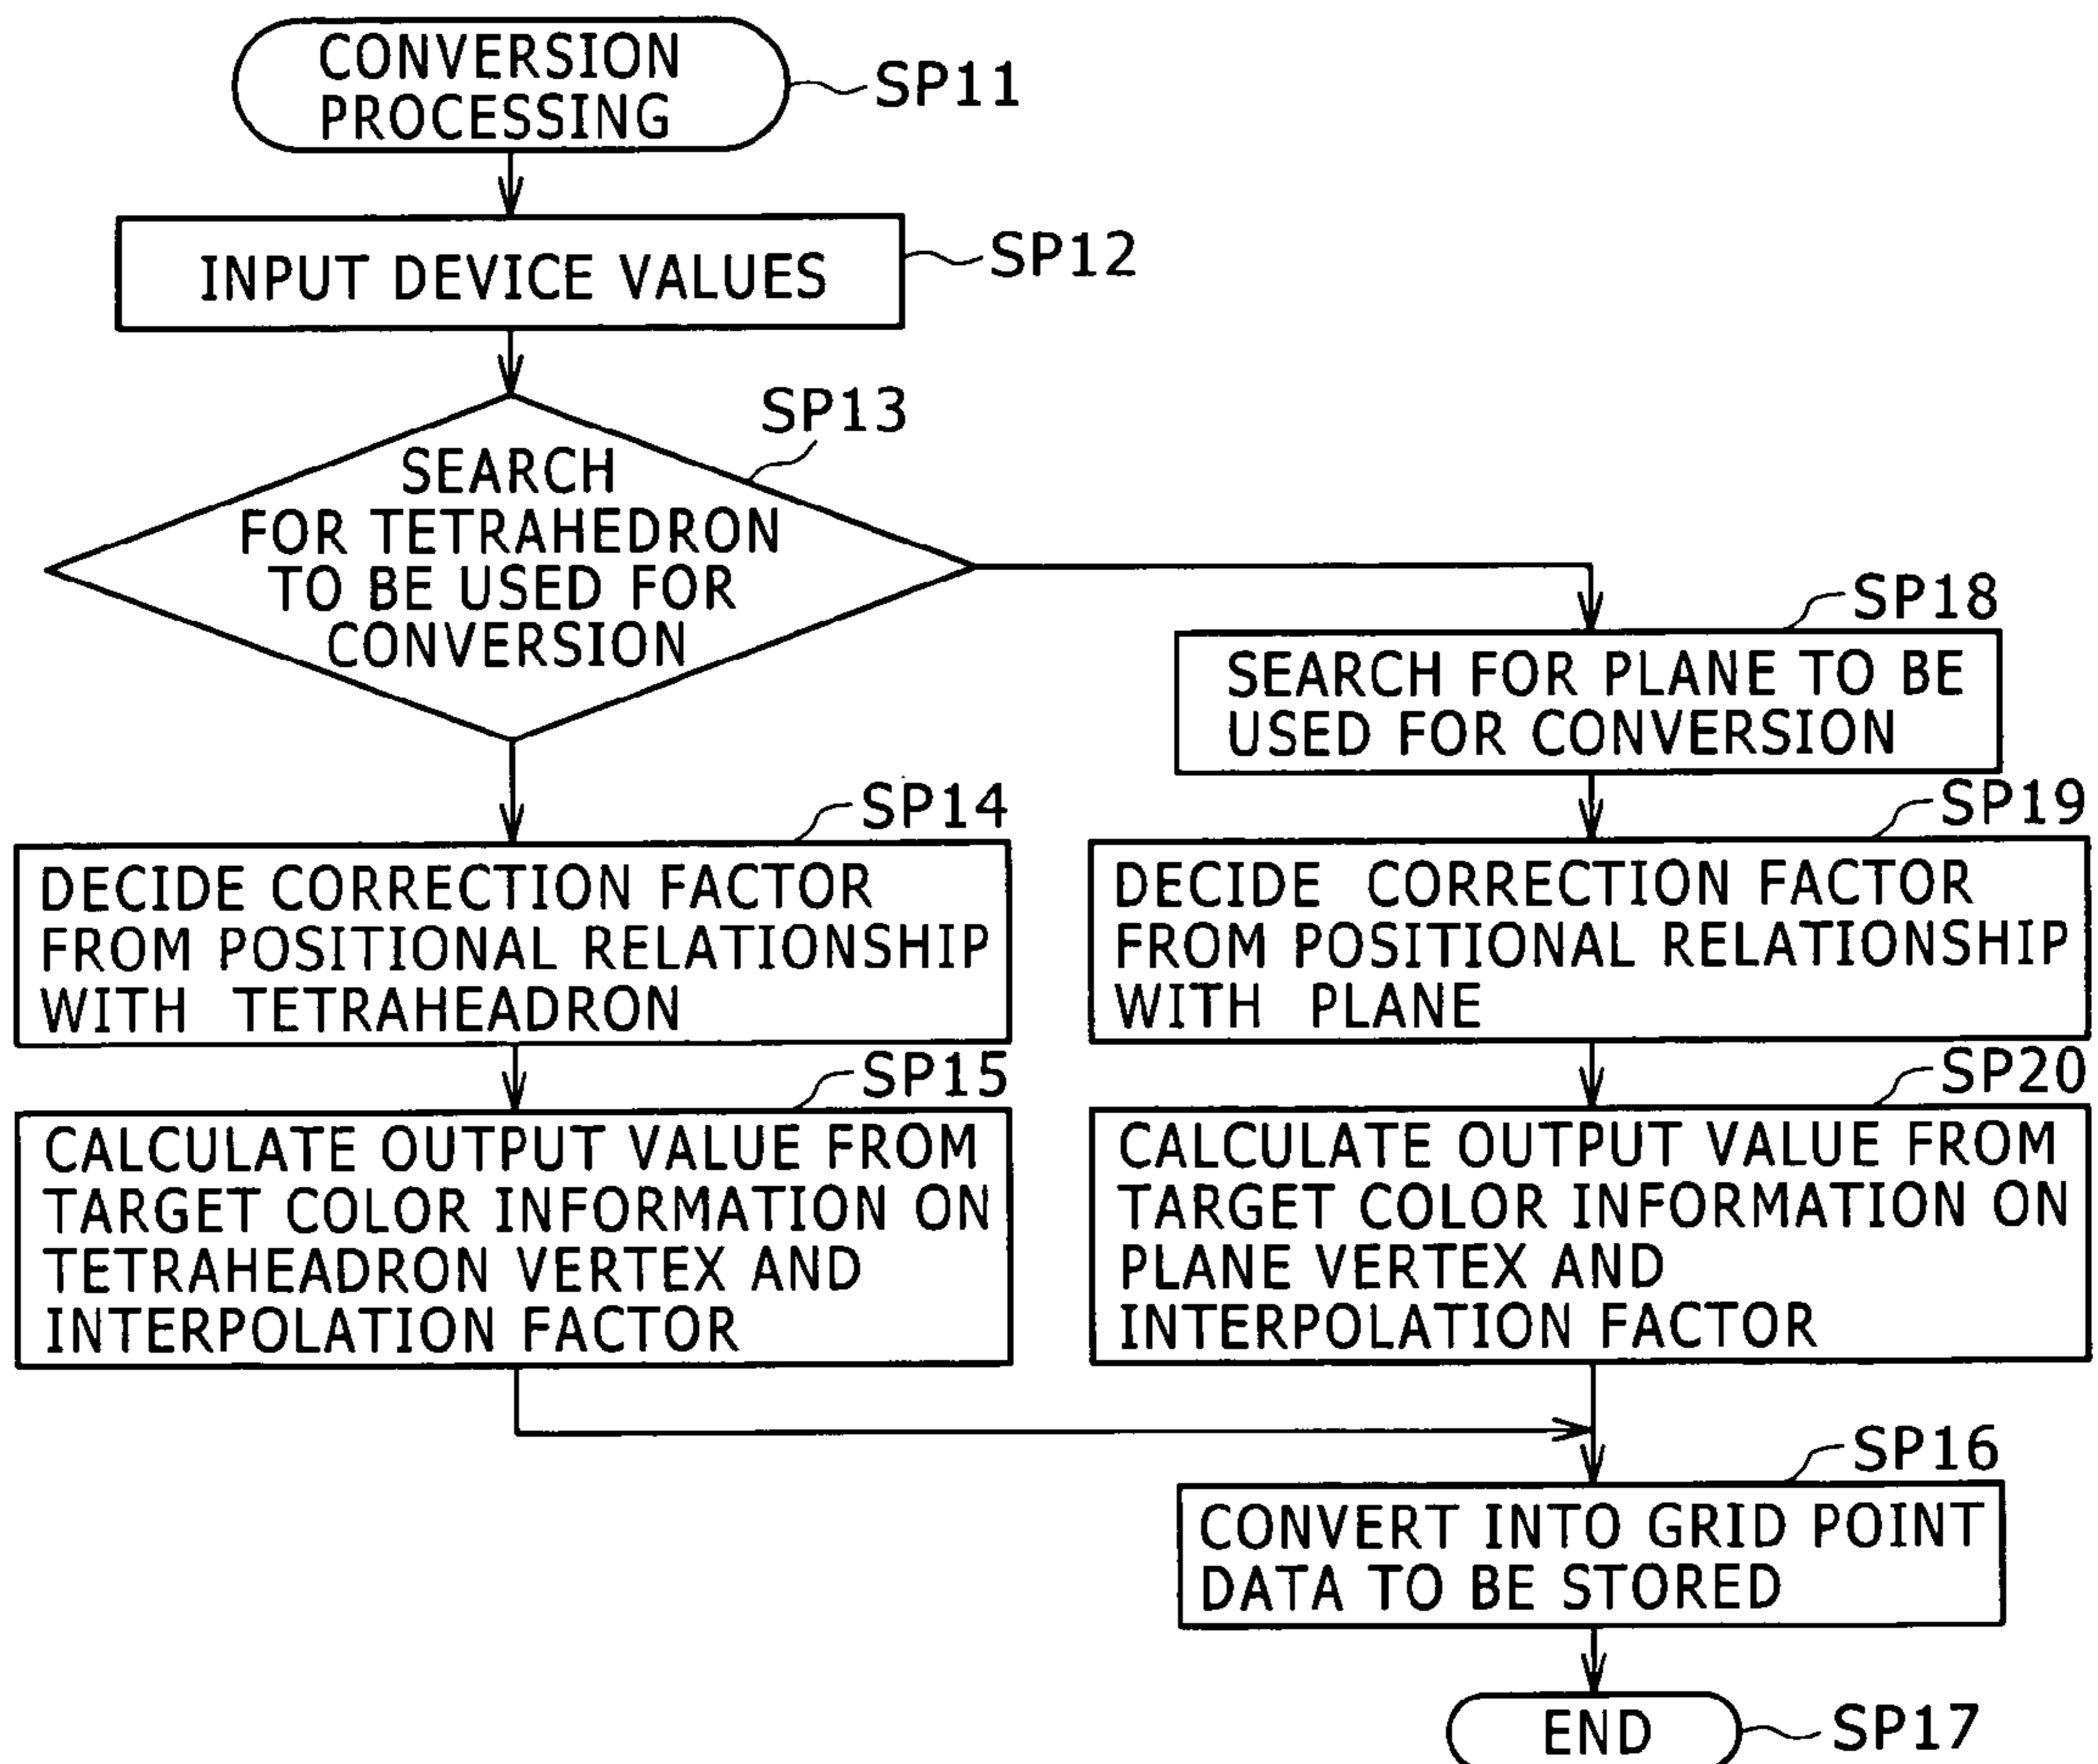 CONVERSION
PROCESSING
SP11
INPUT DEVICE VALUES
SP12
SP13
SEARCH
FOR TETRAHEDRON
TO BE USED FOR
CONVERSION
SP14
DECIDE CORRECTION FACTOR
FROM POSITIONAL RELATIONSHIP
WITH TETRAHEADRON
SP15
CALCULATE OUTPUT VALUE FROM
TARGET COLOR INFORMATION ON
TETRAHEADRON VERTEX AND
INTERPOLATION FACTOR
SP18
SEARCH FOR PLANE TO BE
USED FOR CONVERSION
SP19
DECIDE CORRECTION FACTOR
FROM POSITIONAL RELATIONSHIP
WITH PLANE
SP20
CALCULATE OUTPUT VALUE FROM
TARGET COLOR INFORMATION ON
PLANE VERTEX AND
INTERPOLATION FACTOR
SP16
CONVERT INTO GRID POINT
DATA TO BE STORED
END
SP17